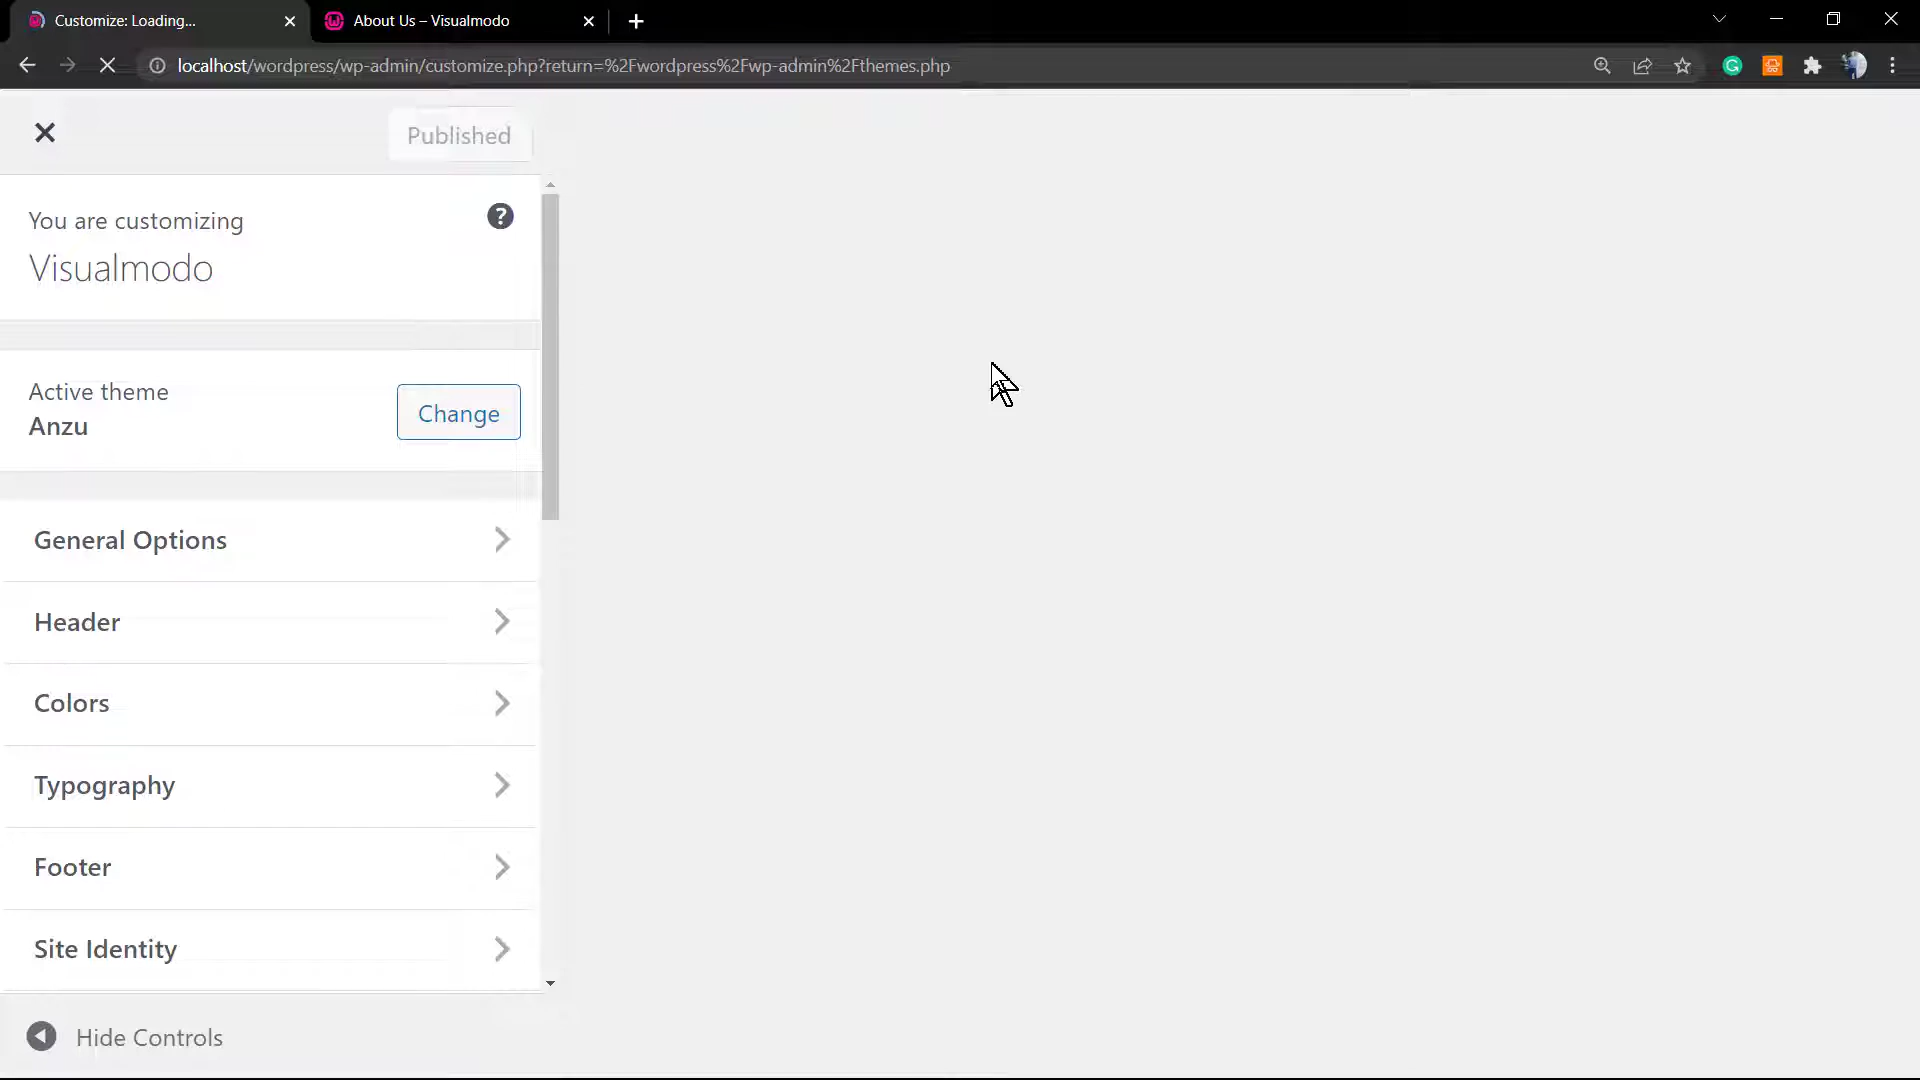 Customize: Loading...
About Us – Visualmodo
localhost/wordpress/wp-admin/customize.php?return=%2Fwordpress%2Fwp-admin%2Fthemes.php
Published
You are customizing
Visualmodo
Active theme
Anzu
Change
General Options
Header
Colors
Typography
Footer
Site Identity
Hide Controls